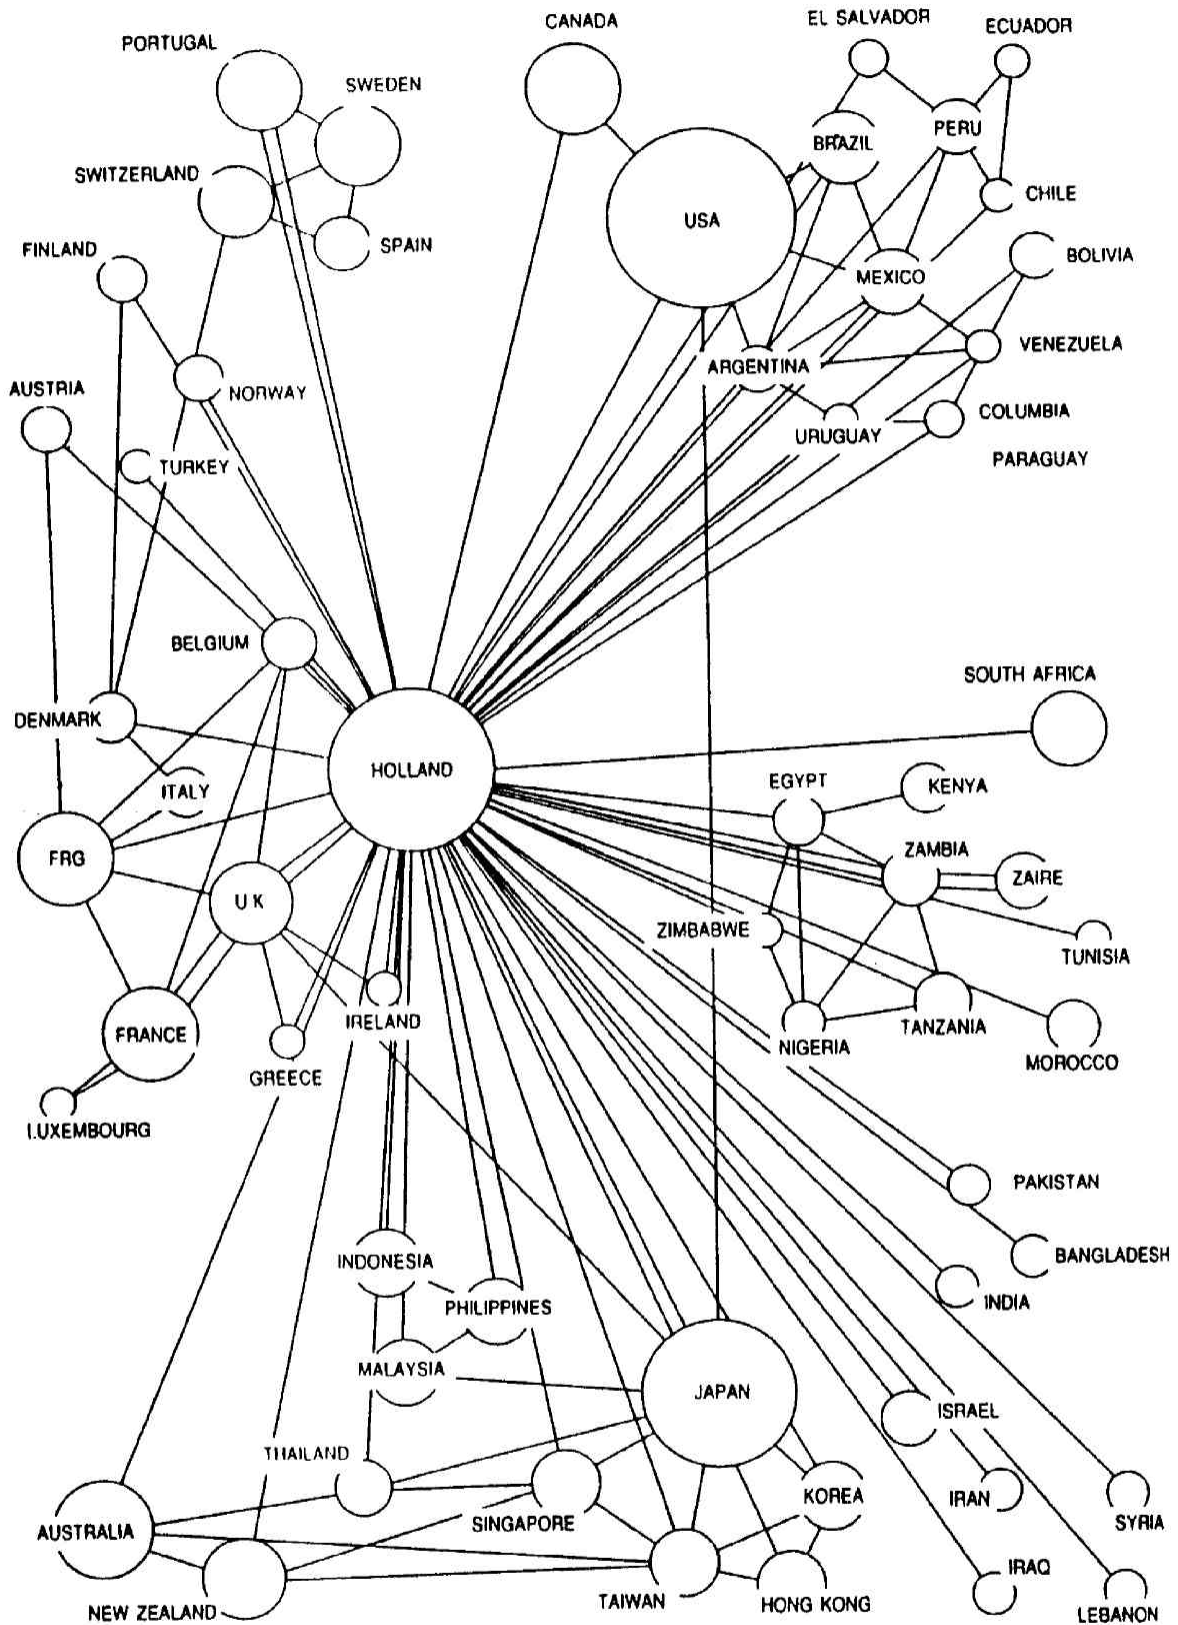 CANADA
EL SALVADOR
ECUADOR
PORTUGAL
SWEDEN
BRAZIL
PERU
SWITZERLAND
CHILE
USA
FINLAND
SPAIN
BOLIVIA
MEXICO
VENEZUELA
ARGENTINA
AUSTRIA
NORWAY
COLUMBIA
URUGUAY
PARAGUAY
TURKEY
BELGIUM
SOUTH AFRICA
DENMARK
HOLLAND
EGYPT
KENYA
ITALY
ZAMBIA
FRG
ZAIRE
UK
ZIMBABWE
TUNISIA
IRELAND
TANZANIA
FRANCE
NIGERIA
MOROCCO
GREECE
LUXEMBOURG
PAKISTAN
BANGLADESH
INDONESIA
INDIA
PHILIPPINES
MALAYSIA
JAPAN
ISRAEL
THAILAND
KOREA
IRAN
SINGAPORE
SYRIA
AUSTRALIA
IRAQ
TAIWAN
HONG KONG
NEW ZEALAND
LEBANON